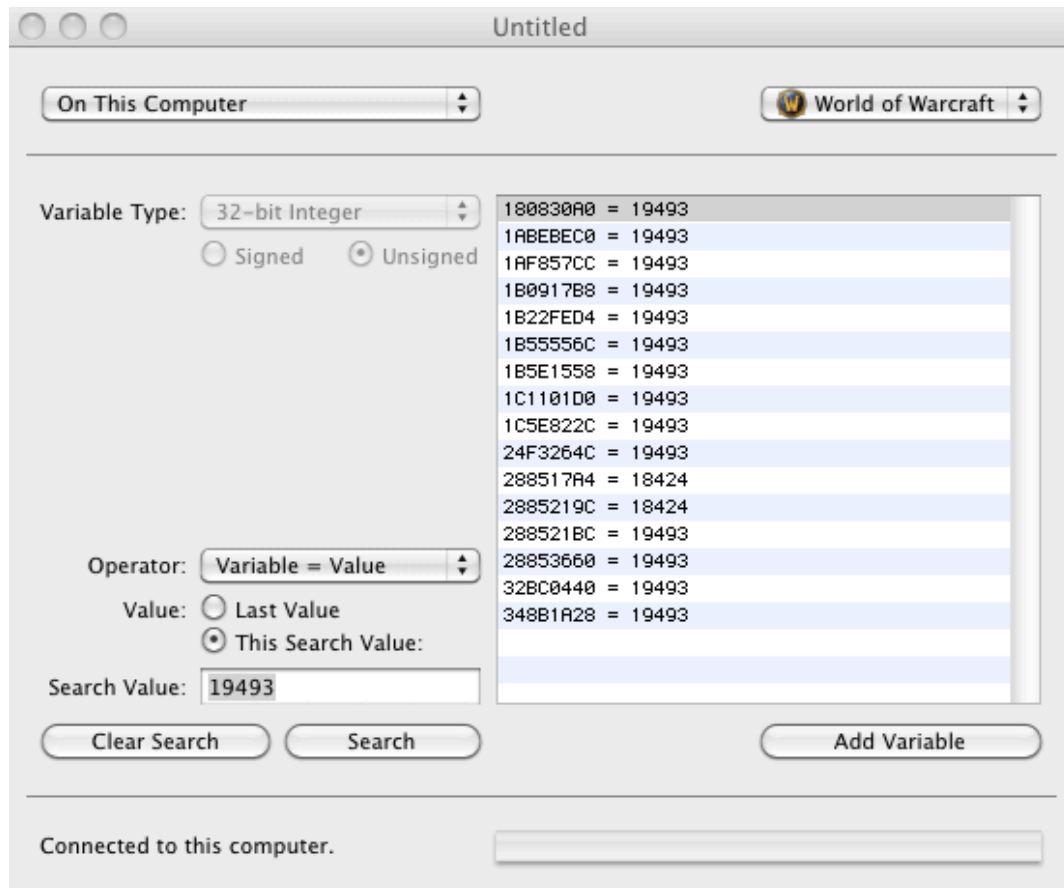 Untitled
On This Computer
World of Warcraft
Variable Type: 32-bit Integer
Signed Unsigned
180830A0 = 19493
1ABEBEC0 = 19493
1AF857CC = 19493
1B0917B8 = 19493
1B22FED4 = 19493
1B55556C = 19493
1B5E1558 = 19493
1C1101D0 = 19493
1C5E822C = 19493
24F3264C = 19493
288517A4 = 18424
2885219C = 18424
288521BC = 19493
28853660 = 19493
32BC0440 = 19493
348B1A28 = 19493
Operator: Variable = Value
Value: Last Value
This Search Value:
Search Value: 19493
Clear Search Search
Add Variable
Connected to this computer.